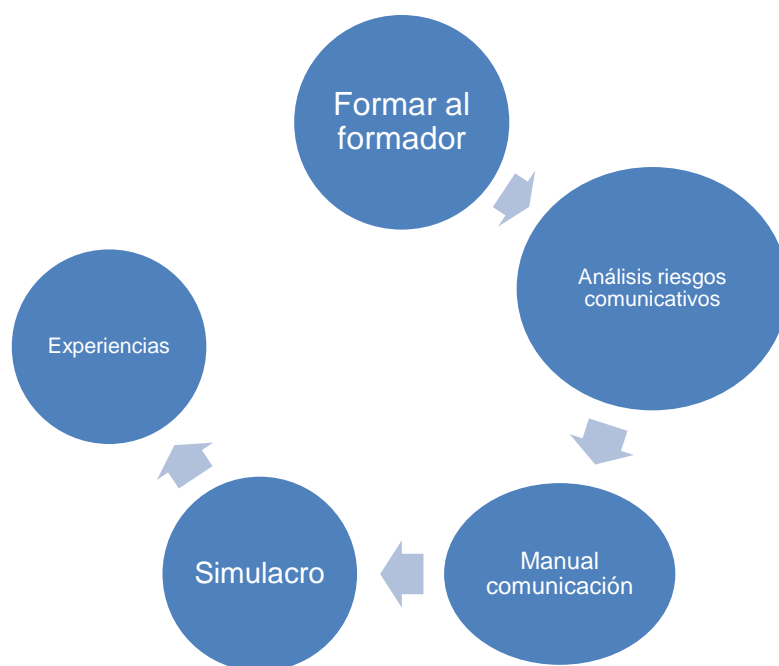 Formar al
formador
Análisis riesgos
comunicativos
Manual
comunicación
Simulacro
Experiencias